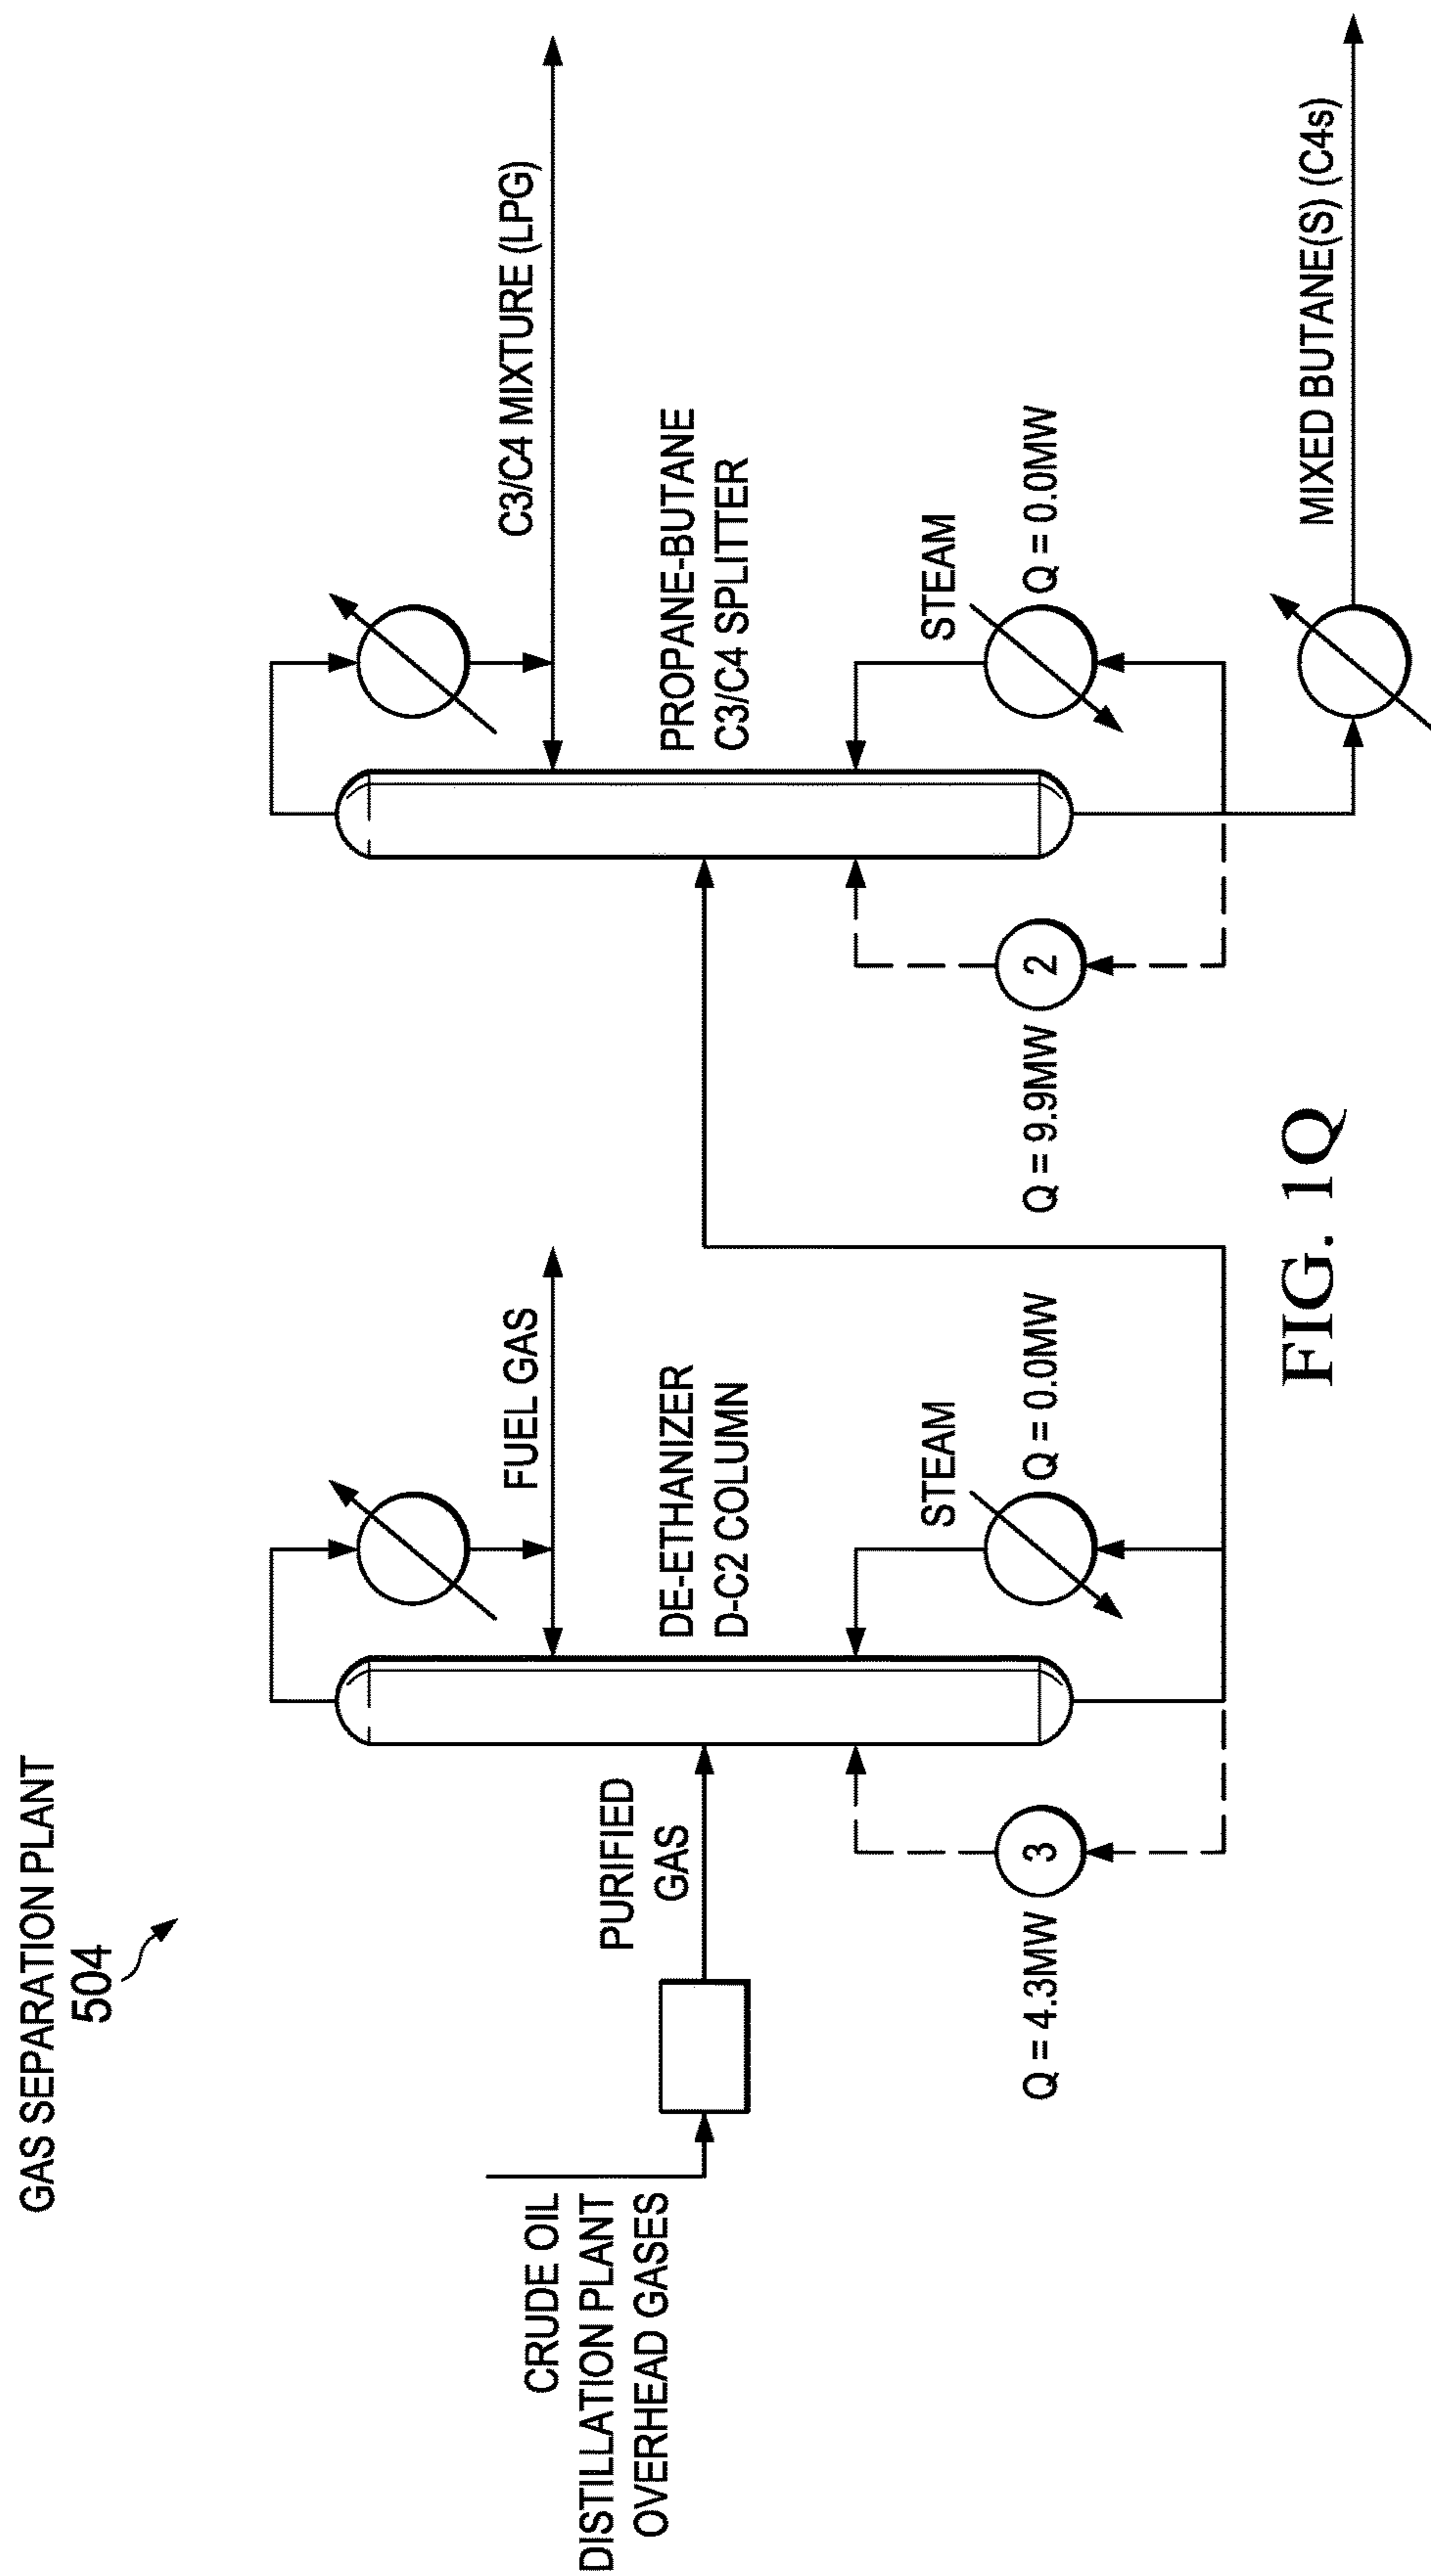 GAS SEPARATION PLANT
504
CRUDE OIL
DISTILLATION PLANT
OVERHEAD GASES
PURIFIED
GAS
FUEL GAS
DE-ETHANIZER
D-C2 COLUMN
STEAM
Q = 0.0MW
3
Q = 4.3MW
C3/C4 MIXTURE (LPG)
PROPANE-BUTANE
C3/C4 SPLITTER
STEAM
Q = 0.0MW
2
Q = 9.9MW
MIXED BUTANE(S) (C4s)
FIG. 1Q